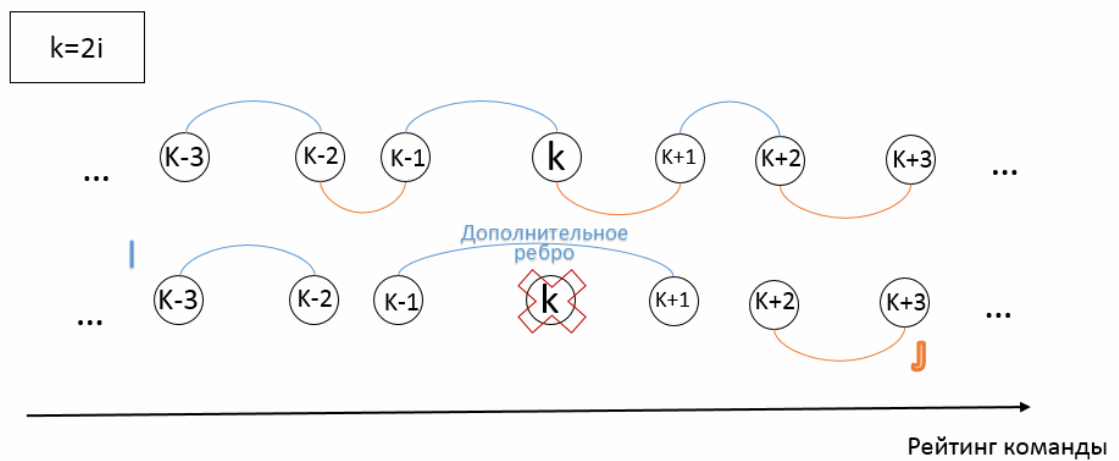 k=2i
K-3 K-2 K-1 k K+1 K+2 K+3
... ...
Дополнительное
ребро
I
K-3 K-2 K-1 k K+1 K+2 K+3
... ...
J
Рейтинг команды